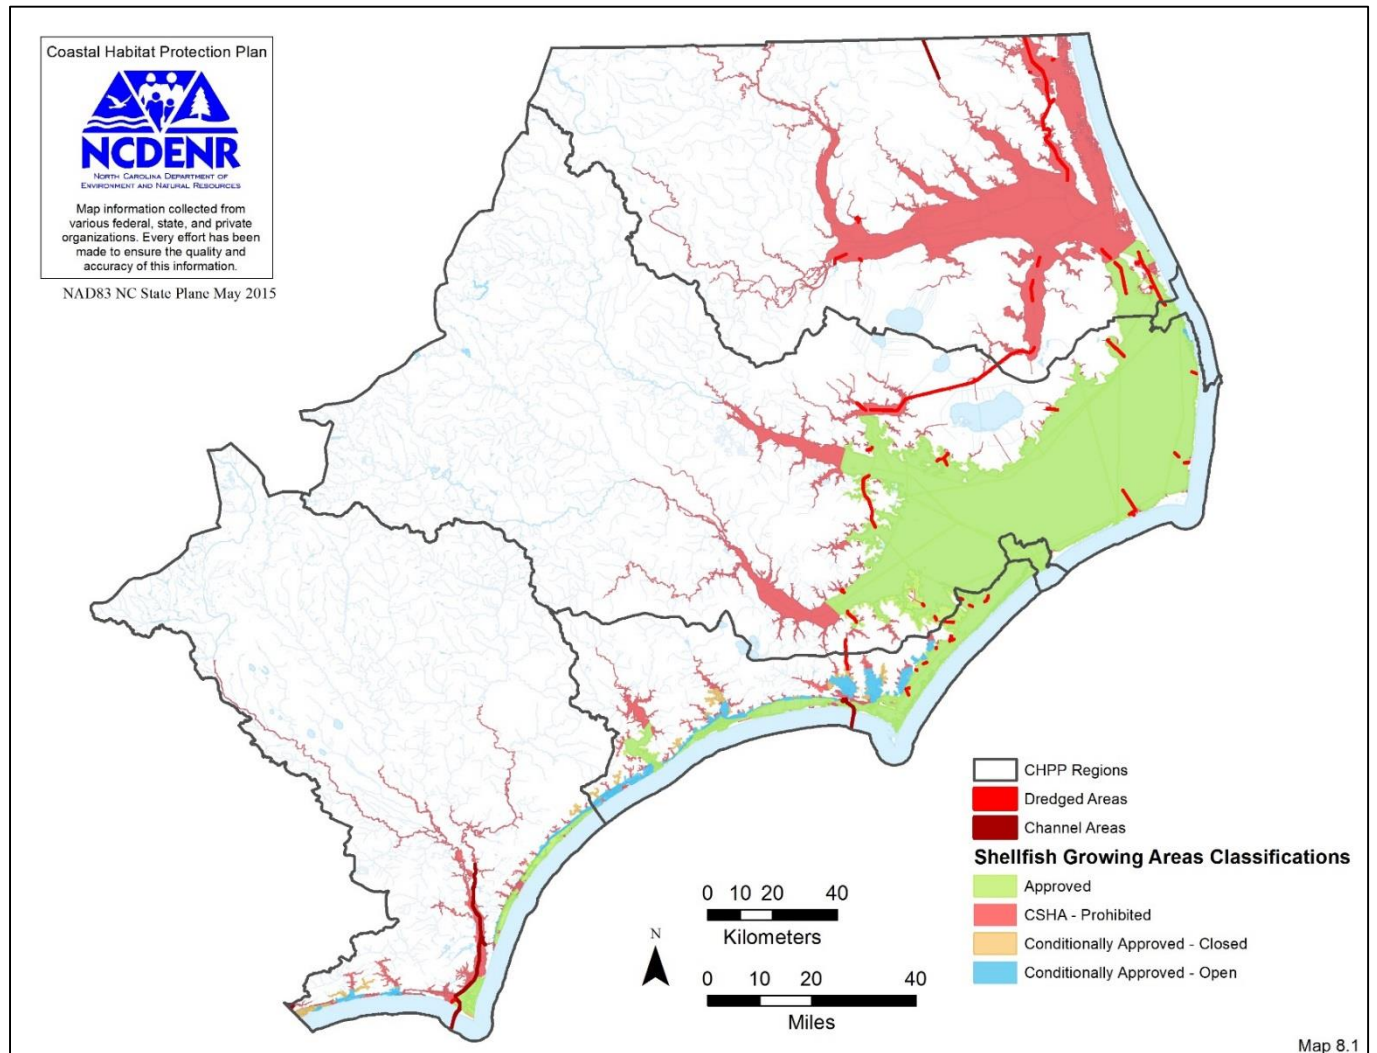 Coastal Habitat Protection Plan
NCDENR
NORTH CAROLINA DEPARTMENT OF
ENVIRONMENT AND NATURAL RESOURCES
Map information collected from
various federal, state, and private
organizations. Every effort has been
made to ensure the quality and
accuracy of this information.
NAD83 NC State Plane May 2015
CHPP Regions
Dredged Areas
Channel Areas
Shellfish Growing Areas Classifications
Approved
CSHA - Prohibited
Conditionally Approved - Closed
Conditionally Approved - Open
0 10 20 40
Kilometers
N
0 10 20 40
Miles
Map 8.1